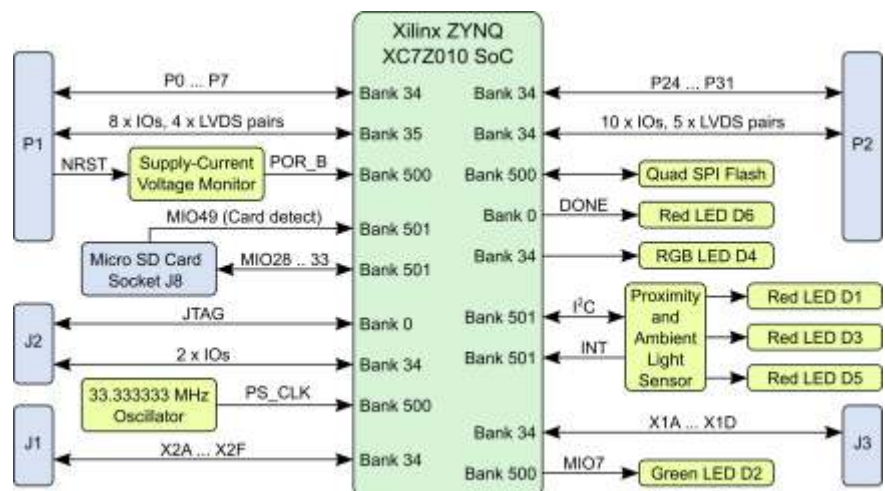 Xilinx ZYNQ
XC7Z010 SoC
P1
P0 ... P7
Bank 34
8 x IOs, 4 x LVDS pairs
Bank 35
NRST
Supply-Current
Voltage Monitor
POR_B
Bank 500
MIO49 (Card detect)
Bank 501
Micro SD Card
Socket J8
MIO28 .. 33
Bank 501
J2
JTAG
Bank 0
2 x IOs
Bank 34
33.333333 MHz
Oscillator
PS_CLK
Bank 500
J1
X2A ... X2F
Bank 34
Bank 34
P24 ... P31
P2
Bank 34
10 x IOs, 5 x LVDS pairs
Bank 500
Quad SPI Flash
Bank 0
DONE
Red LED D6
Bank 34
RGB LED D4
Bank 501
I²C
Bank 501
INT
Proximity
and
Ambient
Light
Sensor
Red LED D1
Red LED D3
Red LED D5
Bank 34
X1A ... X1D
J3
Bank 500
MIO7
Green LED D2